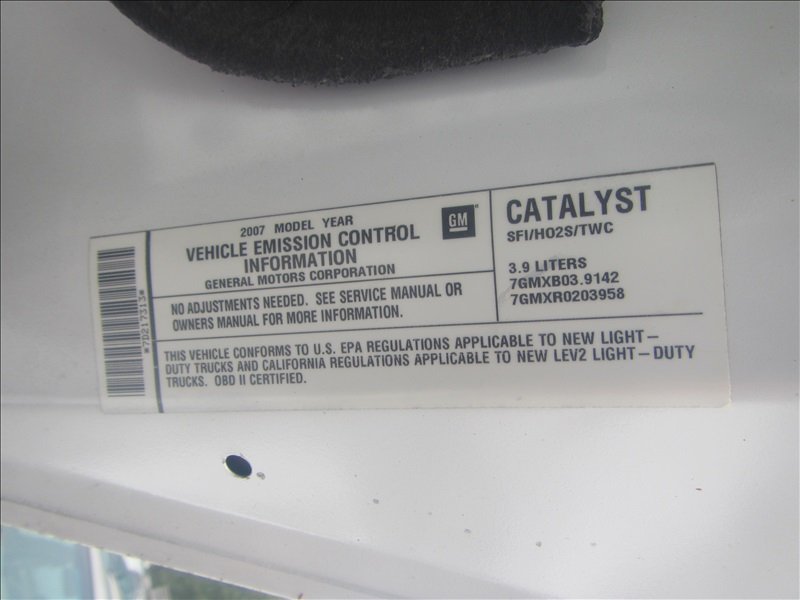 *7D217313*
2007 MODEL YEAR
VEHICLE EMISSION CONTROL
INFORMATION
GENERAL MOTORS CORPORATION
GM
CATALYST
SFI/HO2S/TWC
3.9 LITERS
7GMXB03.9142
7GMXR0203958
NO ADJUSTMENTS NEEDED. SEE SERVICE MANUAL OR
OWNERS MANUAL FOR MORE INFORMATION.
THIS VEHICLE CONFORMS TO U.S. EPA REGULATIONS APPLICABLE TO NEW LIGHT—
DUTY TRUCKS AND CALIFORNIA REGULATIONS APPLICABLE TO NEW LEV2 LIGHT—DUTY
TRUCKS. OBD II CERTIFIED.